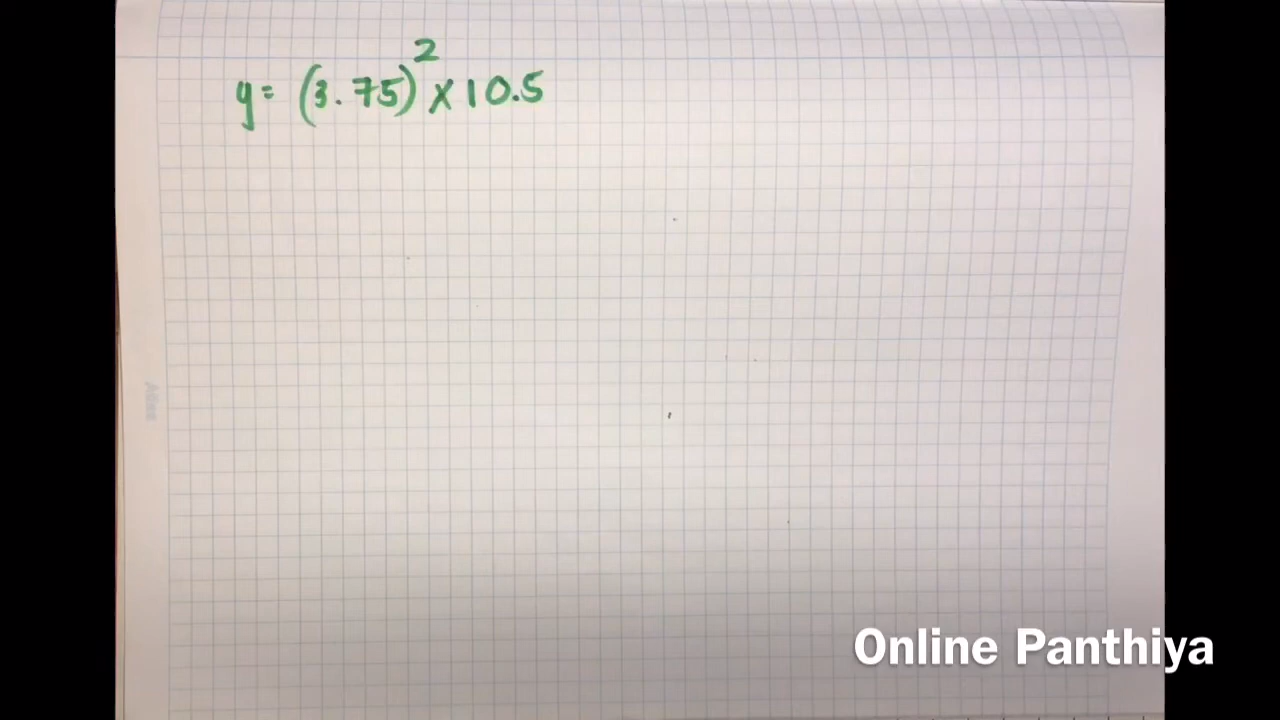 y = (3.75)² × 10.5
Online Panthiya